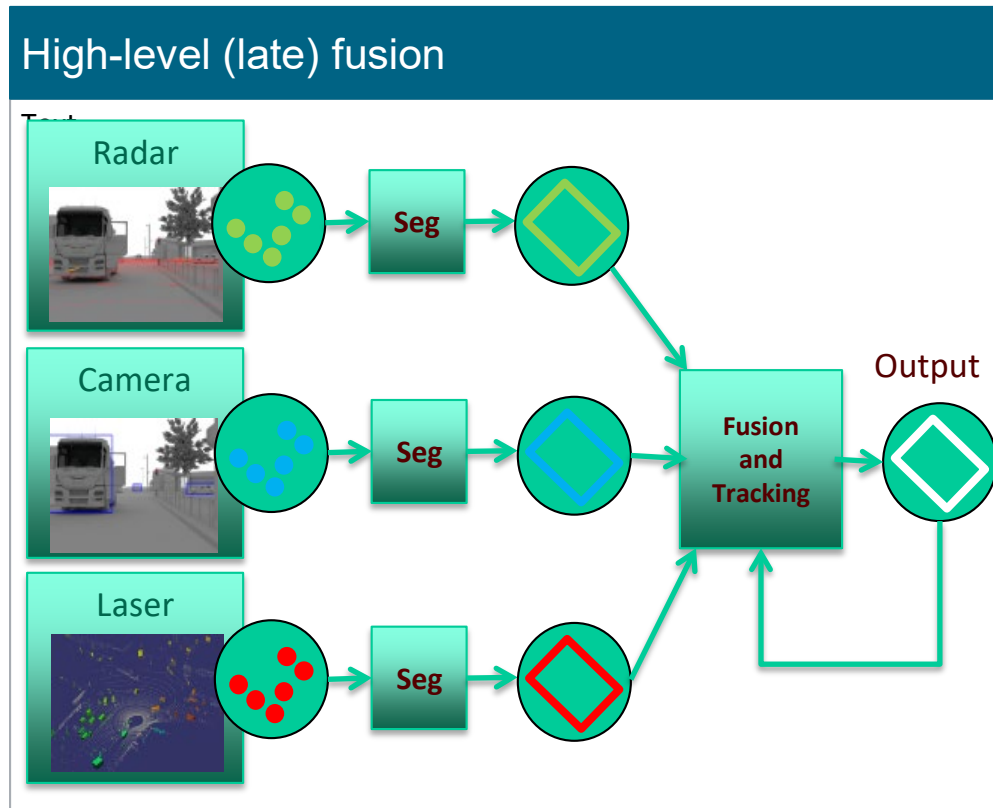 High-level (late) fusion
Radar
Seg
Camera
Seg
Fusion
and
Tracking
Output
Laser
Seg